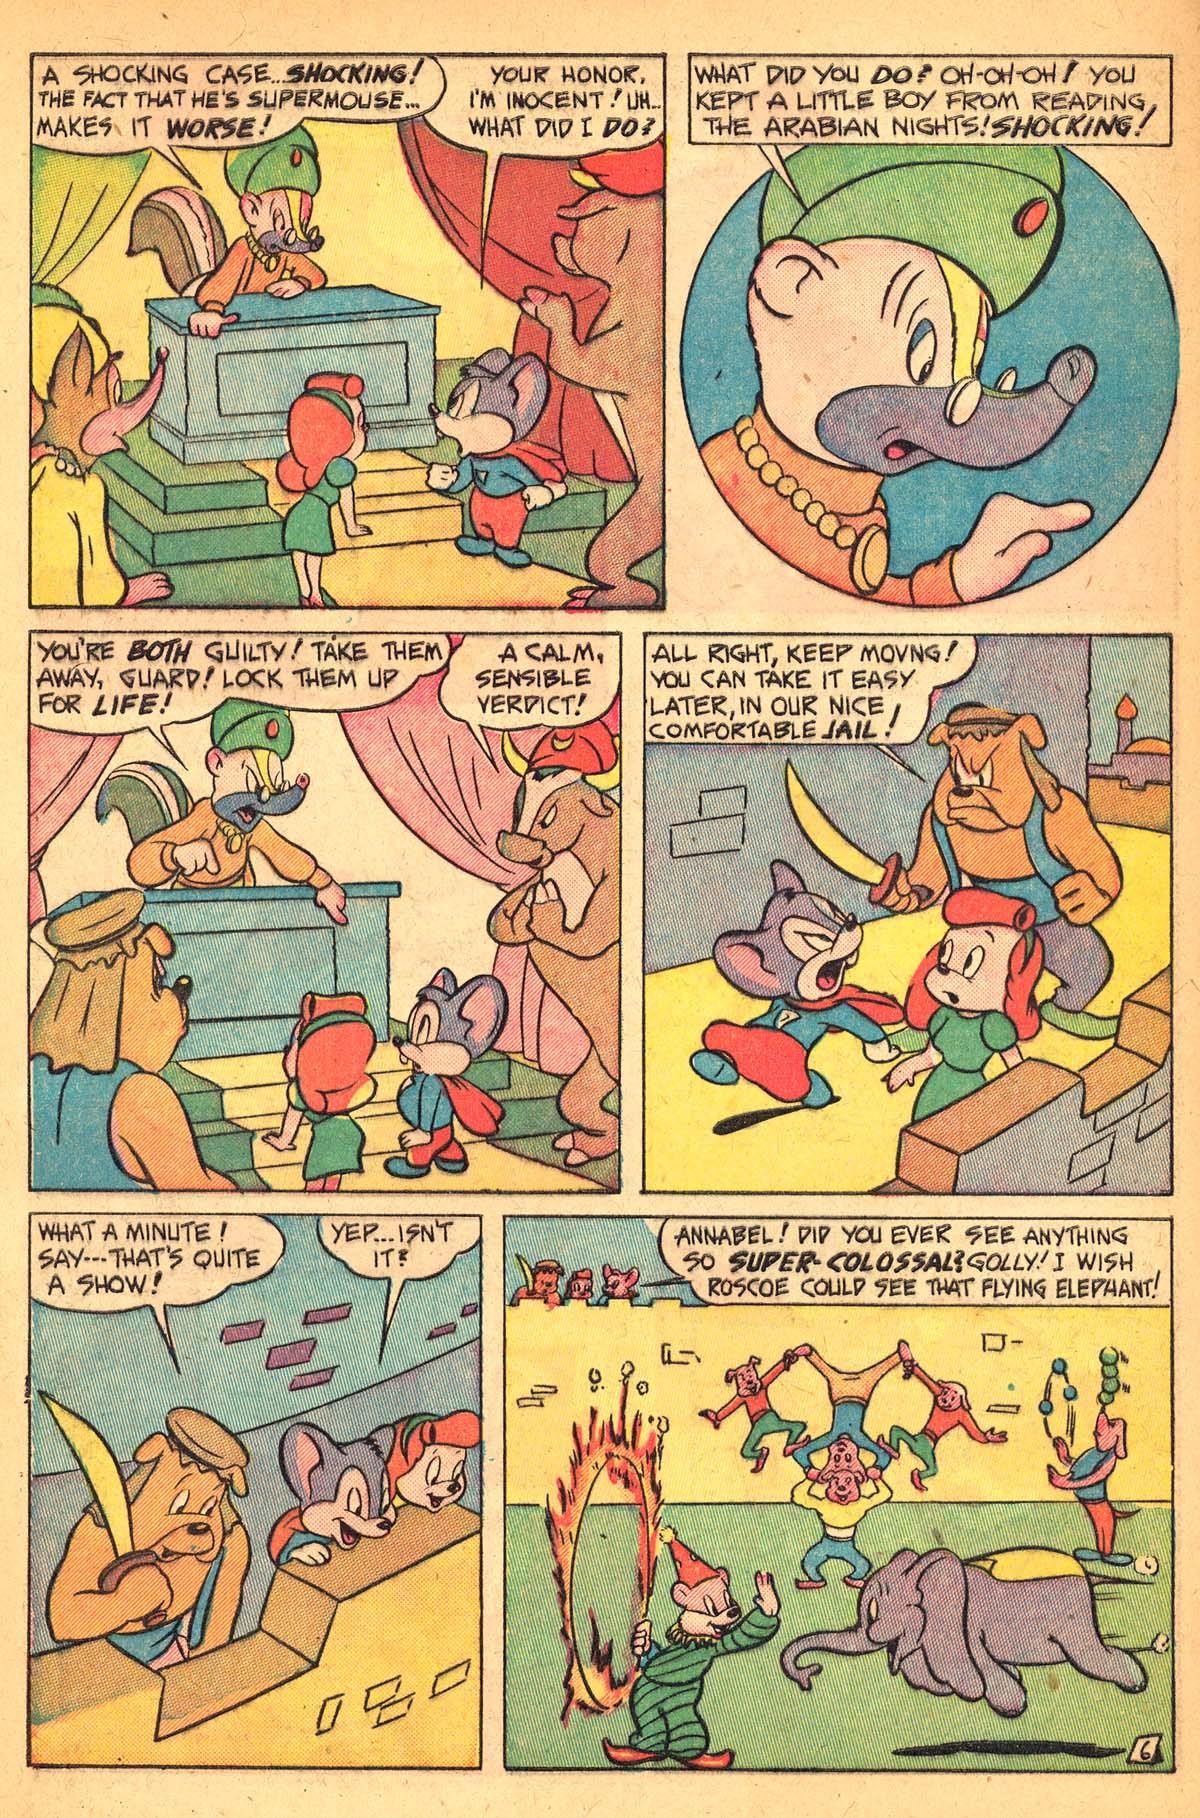 A SHOCKING CASE...SHOCKING!
THE FACT THAT HE'S SUPERMOUSE...
MAKES IT WORSE!
YOUR HONOR,
I'M INOCENT! UH..
WHAT DID I DO?
WHAT DID YOU DO? OH-OH-OH! YOU
KEPT A LITTLE BOY FROM READING,
THE ARABIAN NIGHTS! SHOCKING!
YOU'RE BOTH GUILTY! TAKE THEM
AWAY, GUARD! LOCK THEM UP
FOR LIFE!
A CALM,
SENSIBLE
VERDICT!
ALL RIGHT, KEEP MOVNG!
YOU CAN TAKE IT EASY
LATER, IN OUR NICE
COMFORTABLE JAIL!
WHAT A MINUTE!
SAY---THAT'S QUITE
A SHOW!
YEP...ISN'T
IT?
ANNABEL! DID YOU EVER SEE ANYTHING
SO SUPER-COLOSSAL? GOLLY! I WISH
ROSCOE COULD SEE THAT FLYING ELEPHANT!
6